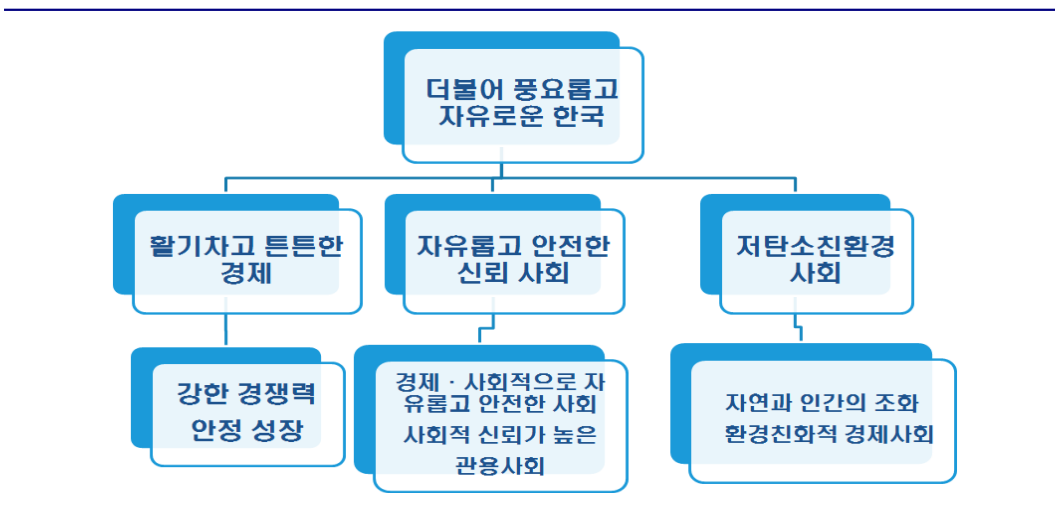 더불어 풍요롭고
자유로운 한국
활기차고 튼튼한
경제
자유롭고 안전한
신뢰 사회
저탄소친환경
사회
강한 경쟁력
안정 성장
경제 · 사회적으로 자
유롭고 안전한 사회
사회적 신뢰가 높은
관용사회
자연과 인간의 조화
환경친화적 경제사회